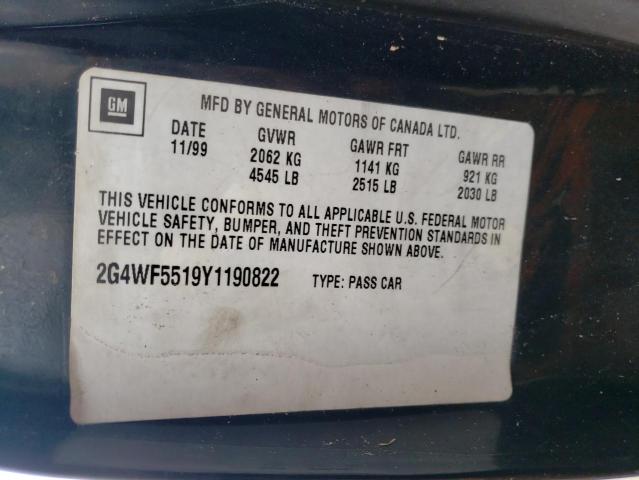 GM
MFD BY GENERAL MOTORS OF CANADA LTD.
DATE GVWR GAWR FRT GAWR RR
11/99 2062 KG 1141 KG 921 KG
4545 LB 2515 LB 2030 LB
THIS VEHICLE CONFORMS TO ALL APPLICABLE U.S. FEDERAL MOTOR
VEHICLE SAFETY, BUMPER, AND THEFT PREVENTION STANDARDS IN
EFFECT ON THE DATE OF MANUFACTURE SHOWN ABOVE.
2G4WF5519Y1190822 TYPE: PASS CAR